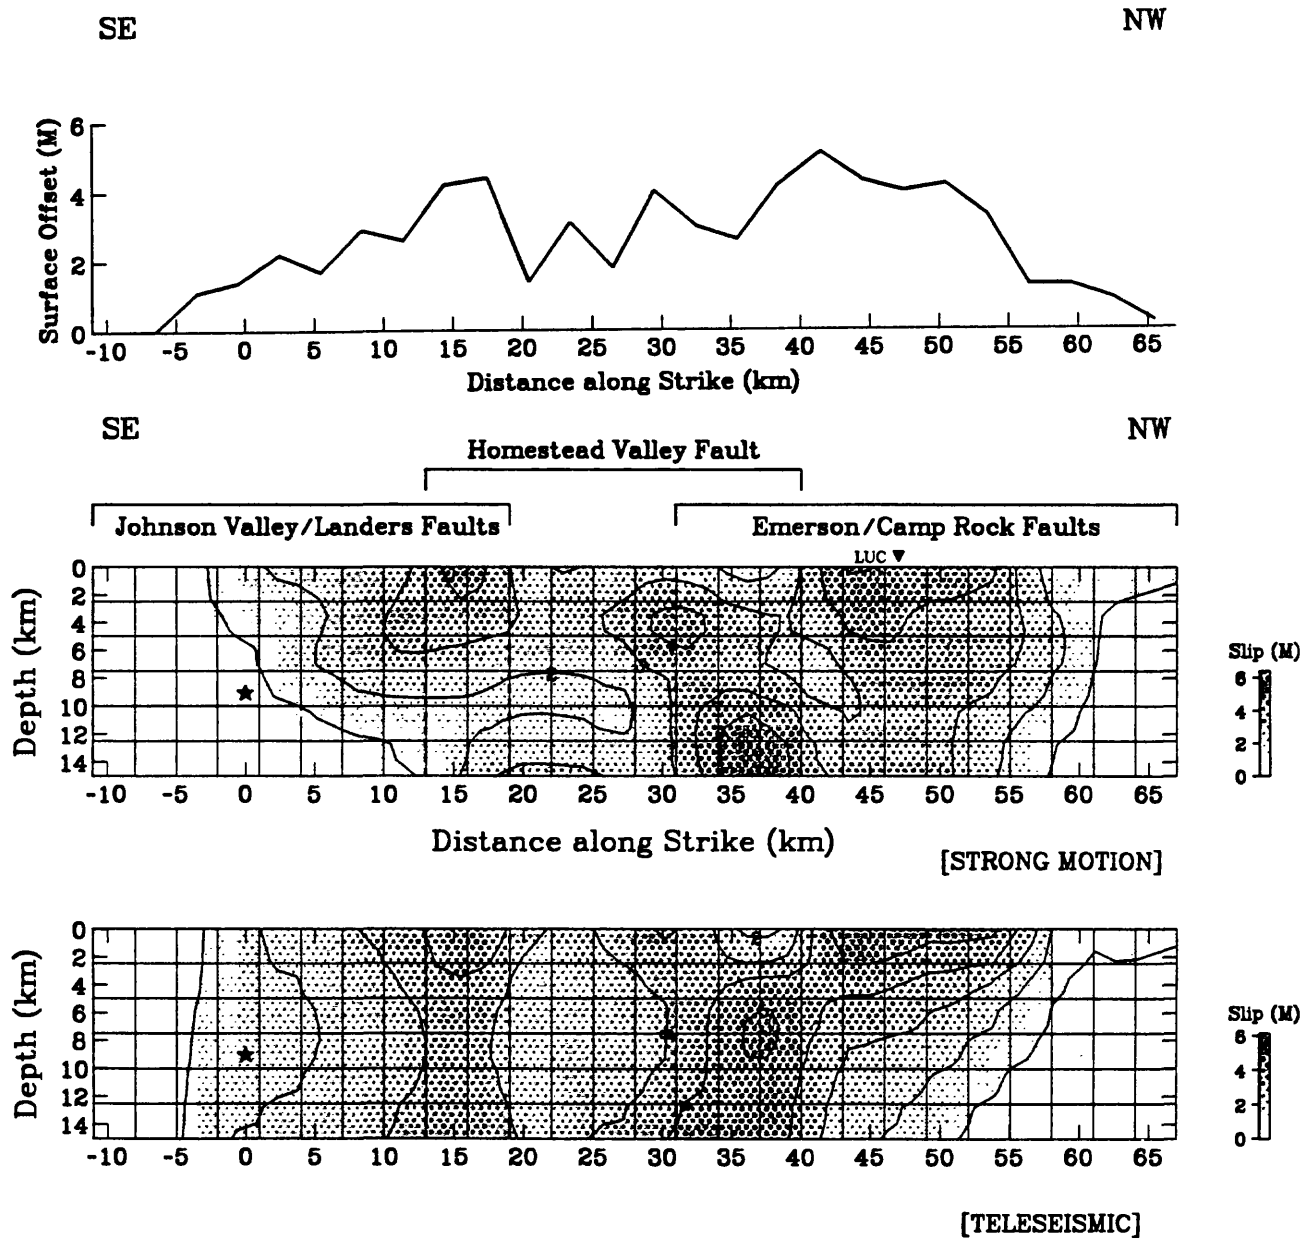 SE NW
6
4
2
0
Surface Offset (M)
-10 -5 0 5 10 15 20 25 30 35 40 45 50 55 60 65
Distance along Strike (km)
SE NW
Homestead Valley Fault
Johnson Valley/Landers Faults Emerson/Camp Rock Faults
LUC
0
2
4
6
8
10
12
14
Depth (km)
Slip (M)
6
4
2
0
-10 -5 0 5 10 15 20 25 30 35 40 45 50 55 60 65
Distance along Strike (km)
[STRONG MOTION]
0
2
4
6
8
10
12
14
Depth (km)
Slip (M)
6
4
2
0
-10 -5 0 5 10 15 20 25 30 35 40 45 50 55 60 65
[TELESEISMIC]